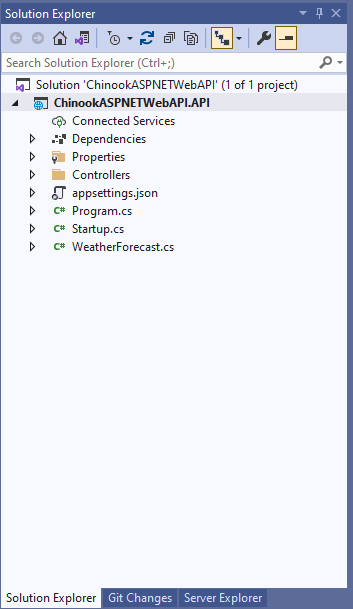 Solution Explorer
Search Solution Explorer (Ctrl+;)
Solution 'ChinookASPNETWebAPI' (1 of 1 project)
ChinookASPNETWebAPI.API
Connected Services
Dependencies
Properties
Controllers
appsettings.json
C# Program.cs
C# Startup.cs
C# WeatherForecast.cs
Solution Explorer Git Changes Server Explorer